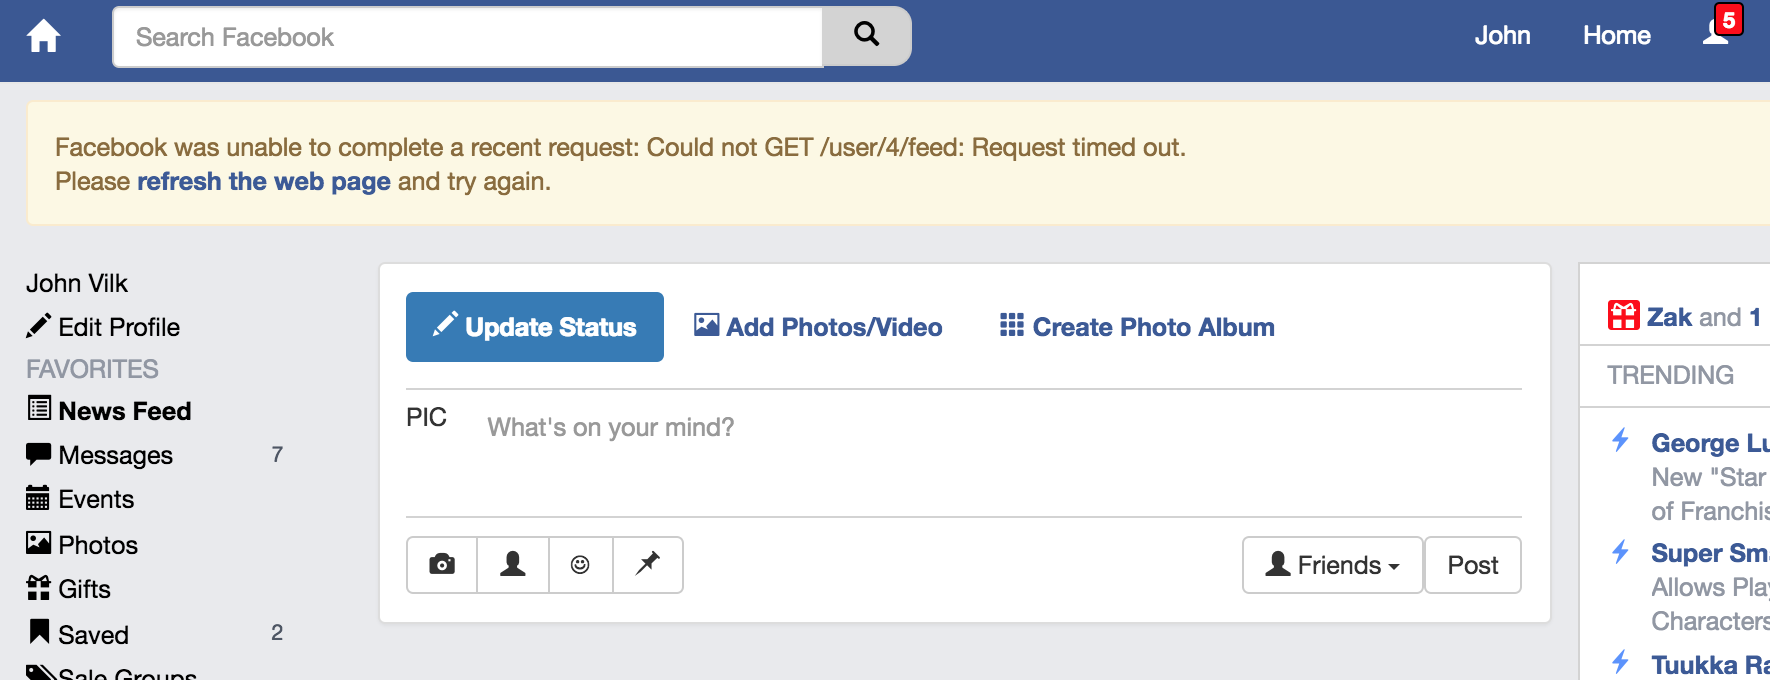 Search Facebook
John
Home
5
Facebook was unable to complete a recent request: Could not GET /user/4/feed: Request timed out.
Please refresh the web page and try again.
John Vilk
Edit Profile
FAVORITES
News Feed
Messages 7
Events
Photos
Gifts
Saved 2
Sale Groups
Update Status
Add Photos/Video
Create Photo Album
PIC
What's on your mind?
Friends
Post
Zak and 1
TRENDING
George Lu
New "Star
of Franchis
Super Sma
Allows Play
Characters
Tuukka Ra